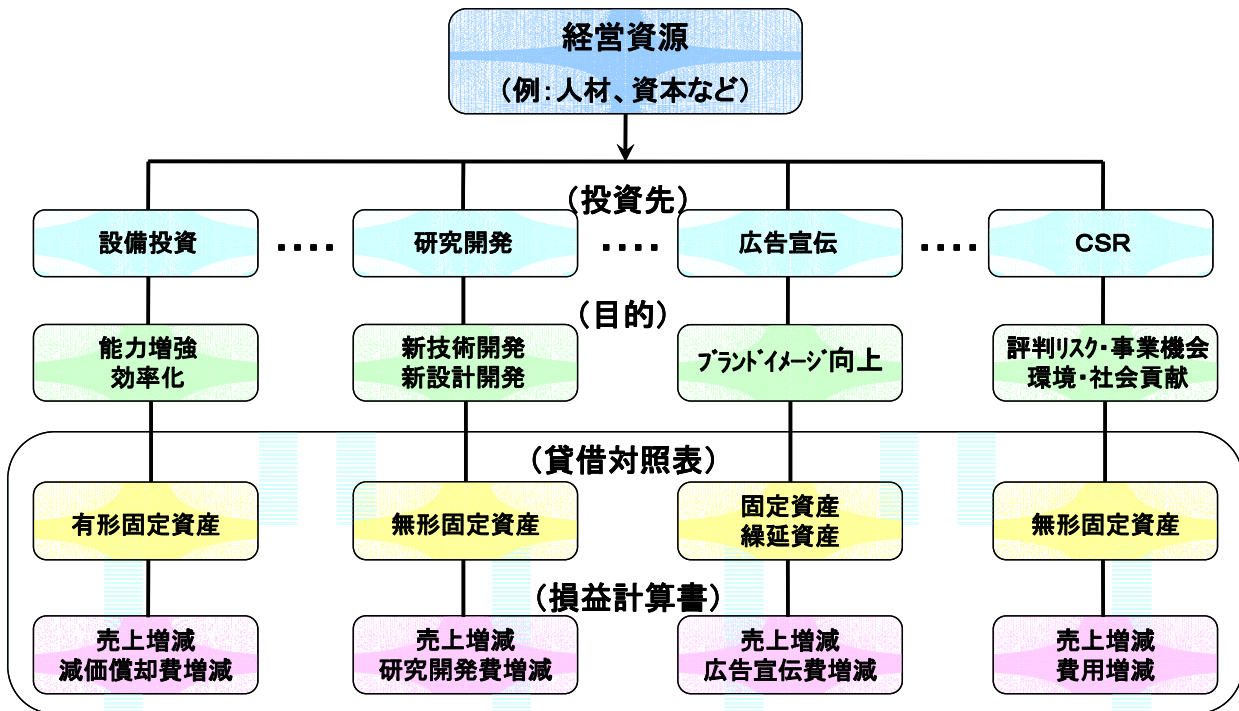 経営資源
（例：人材、資本など）
（投資先）
設備投資
・・・・
研究開発
・・・・
広告宣伝
・・・・
ＣＳＲ
（目的）
能力増強
効率化
新技術開発
新設計開発
ﾌﾞﾗﾝﾄﾞｲﾒｰｼﾞ向上
評判ﾘｽｸ・事業機会
環境・社会貢献
（貸借対照表）
有形固定資産
無形固定資産
固定資産
繰延資産
無形固定資産
（損益計算書）
売上増減
減価償却費増減
売上増減
研究開発費増減
売上増減
広告宣伝費増減
売上増減
費用増減